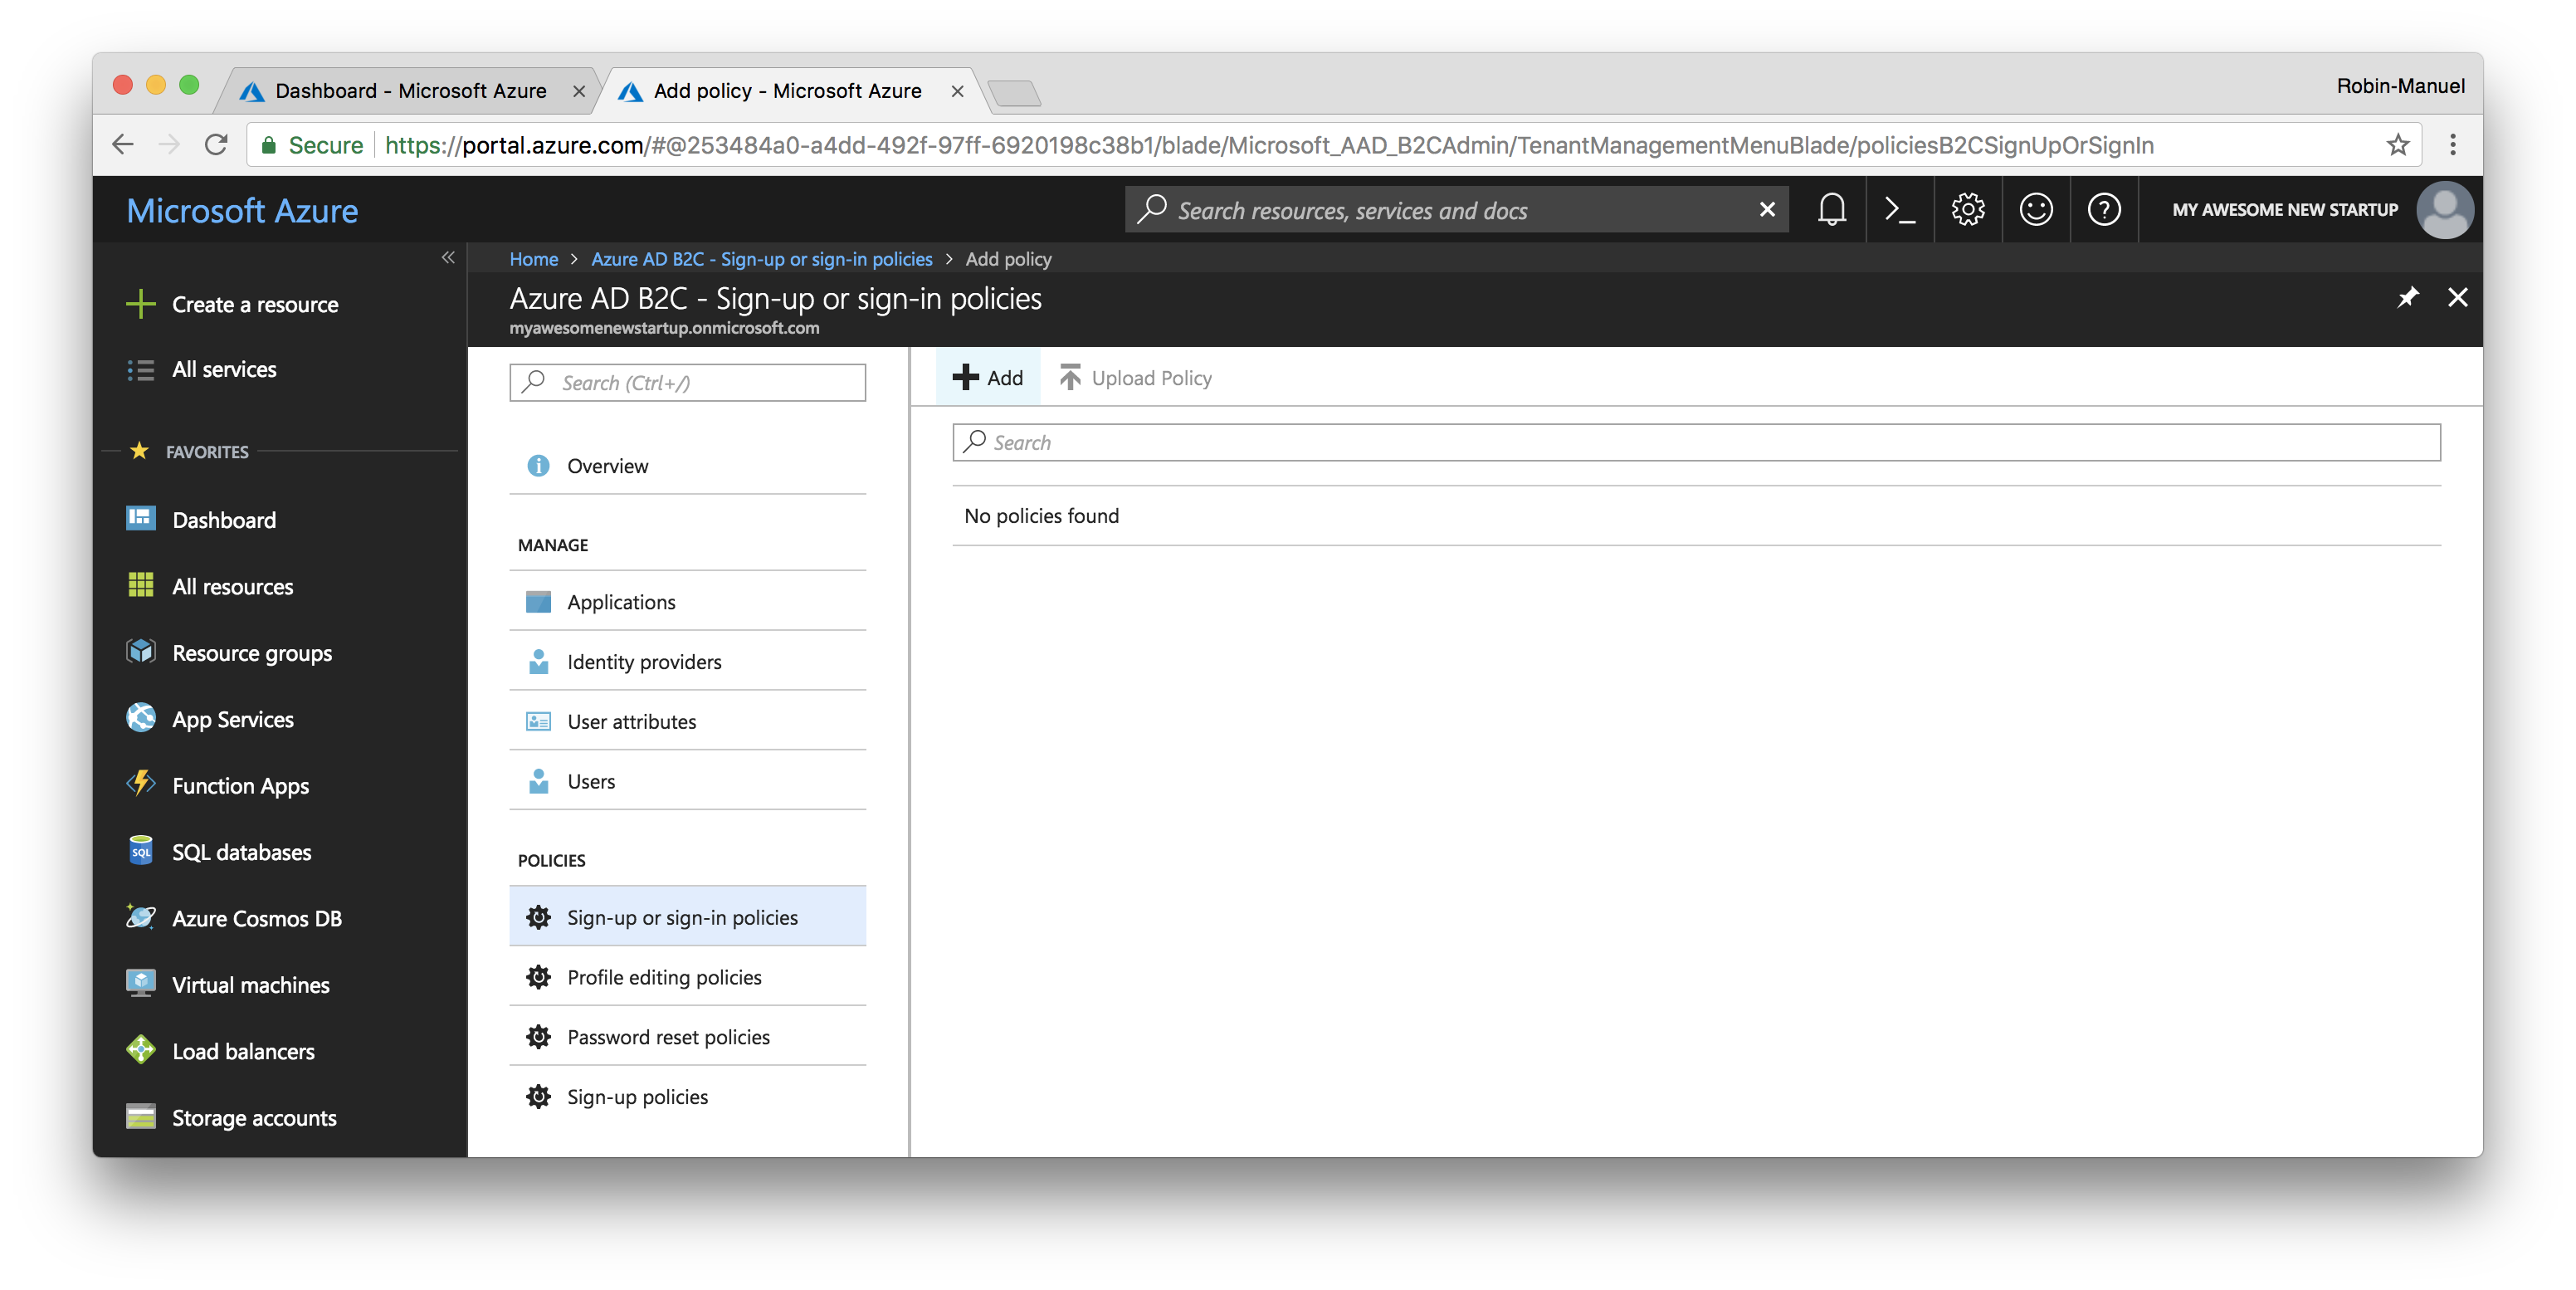 Dashboard - Microsoft Azure
Add policy - Microsoft Azure
Robin-Manuel
Secure
https://portal.azure.com/#@253484a0-a4dd-492f-97ff-6920198c38b1/blade/Microsoft_AAD_B2CAdmin/TenantManagementMenuBlade/policiesB2CSignUpOrSignIn
Microsoft Azure
Search resources, services and docs
MY AWESOME NEW STARTUP
Create a resource
All services
FAVORITES
Dashboard
All resources
Resource groups
App Services
Function Apps
SQL
SQL databases
Azure Cosmos DB
Virtual machines
Load balancers
Storage accounts
Home > Azure AD B2C - Sign-up or sign-in policies > Add policy
Azure AD B2C - Sign-up or sign-in policies
myawesomenewstartup.onmicrosoft.com
Search (Ctrl+/)
Overview
MANAGE
Applications
Identity providers
User attributes
Users
POLICIES
Sign-up or sign-in policies
Profile editing policies
Password reset policies
Sign-up policies
Add
Upload Policy
Search
No policies found